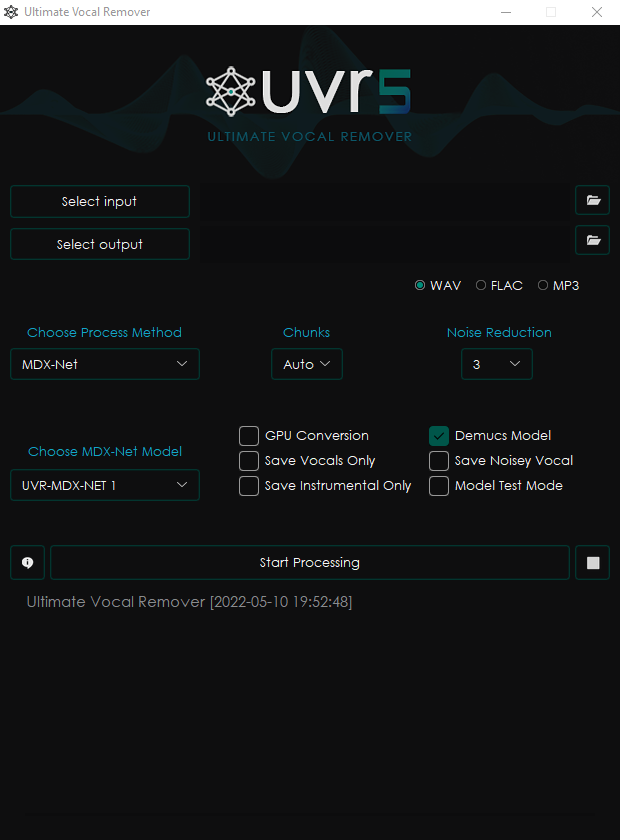 Ultimate Vocal Remover
uvr5
ULTIMATE VOCAL REMOVER
Select input
Select output
WAV FLAC MP3
Choose Process Method Chunks Noise Reduction
MDX-Net Auto 3
GPU Conversion Demucs Model
Choose MDX-Net Model Save Vocals Only Save Noisey Vocal
UVR-MDX-NET 1 Save Instrumental Only Model Test Mode
Start Processing
Ultimate Vocal Remover [2022-05-10 19:52:48]